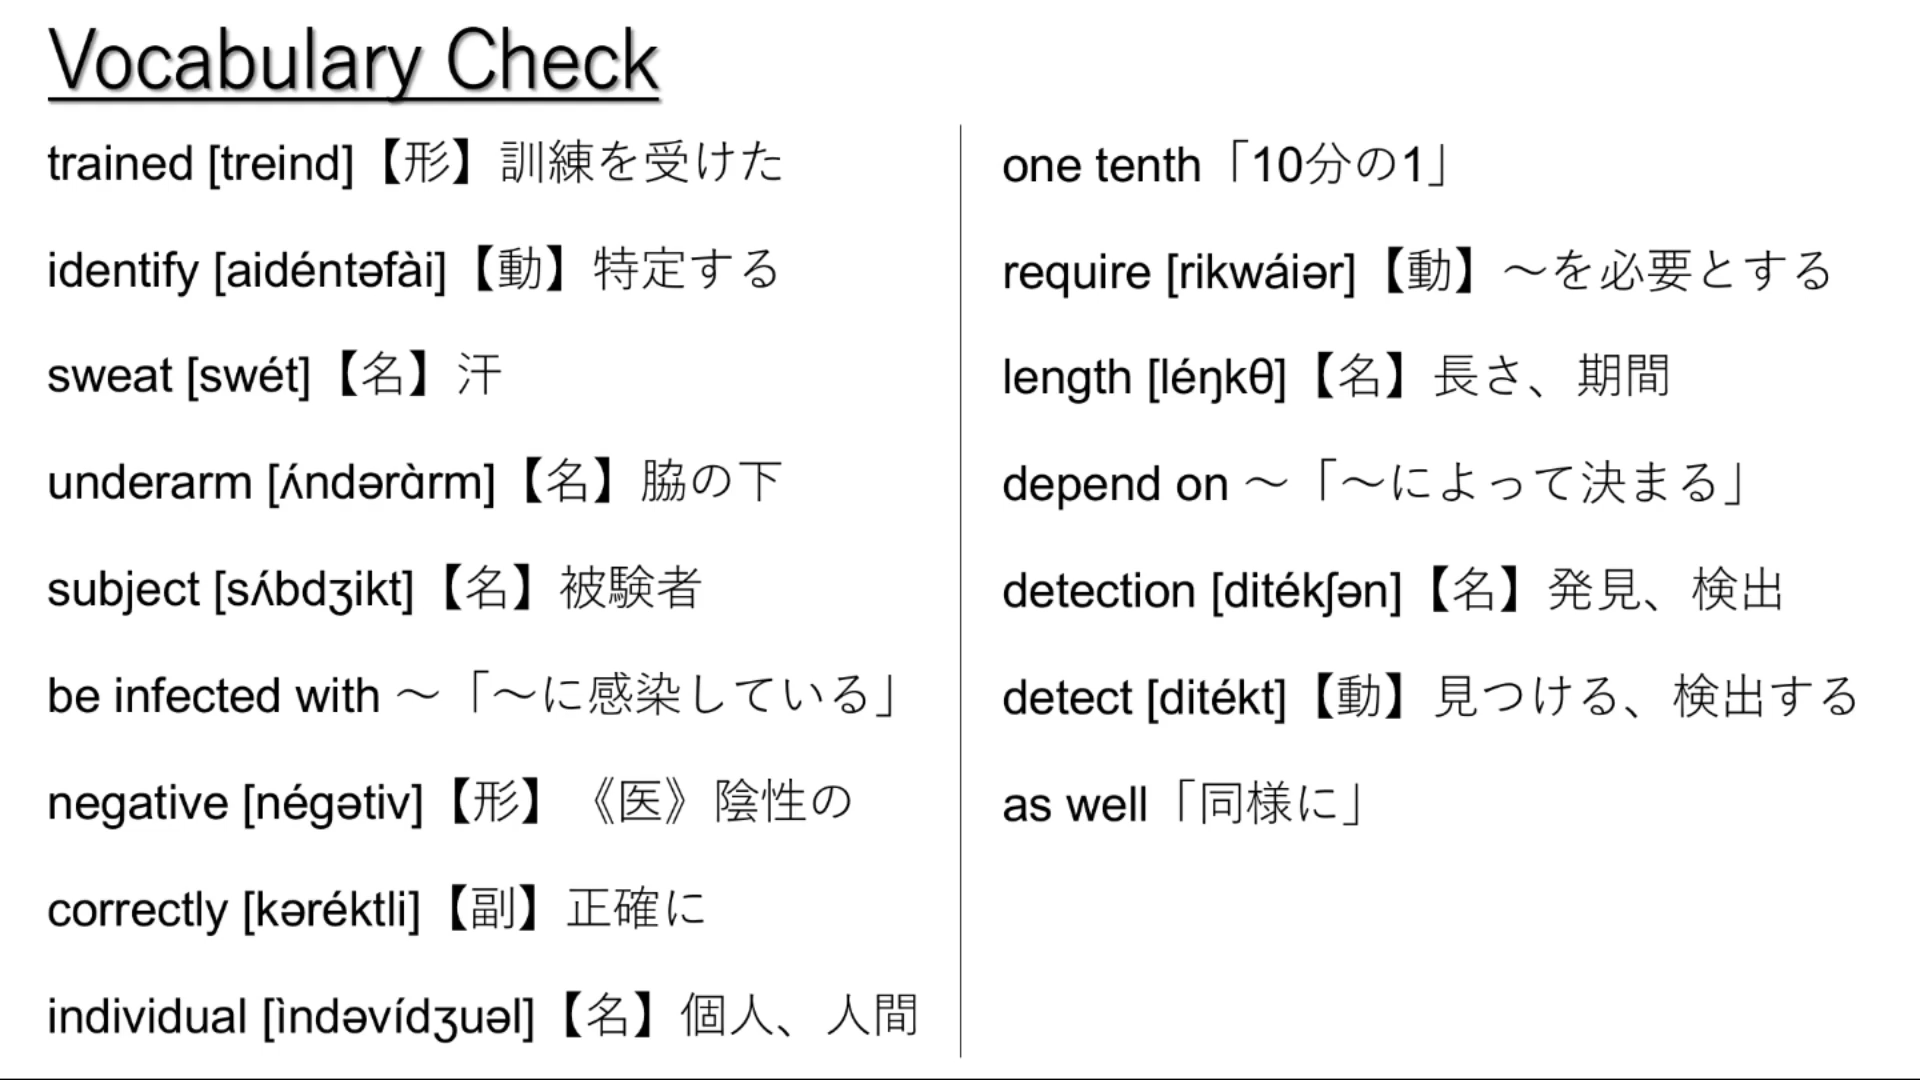 Vocabulary Check
trained [treind]【形】訓練を受けた
identify [aidéntəfài]【動】特定する
sweat [swét]【名】汗
underarm [ʌ́ndərɑ̀rm]【名】脇の下
subject [sʌ́bdʒikt]【名】被験者
be infected with ～「～に感染している」
negative [négətiv]【形】《医》陰性の
correctly [kəréktli]【副】正確に
individual [ìndəvídʒuəl]【名】個人、人間
one tenth「10分の1」
require [rikwáiər]【動】～を必要とする
length [léŋkθ]【名】長さ、期間
depend on ～「～によって決まる」
detection [ditékʃən]【名】発見、検出
detect [ditékt]【動】見つける、検出する
as well「同様に」